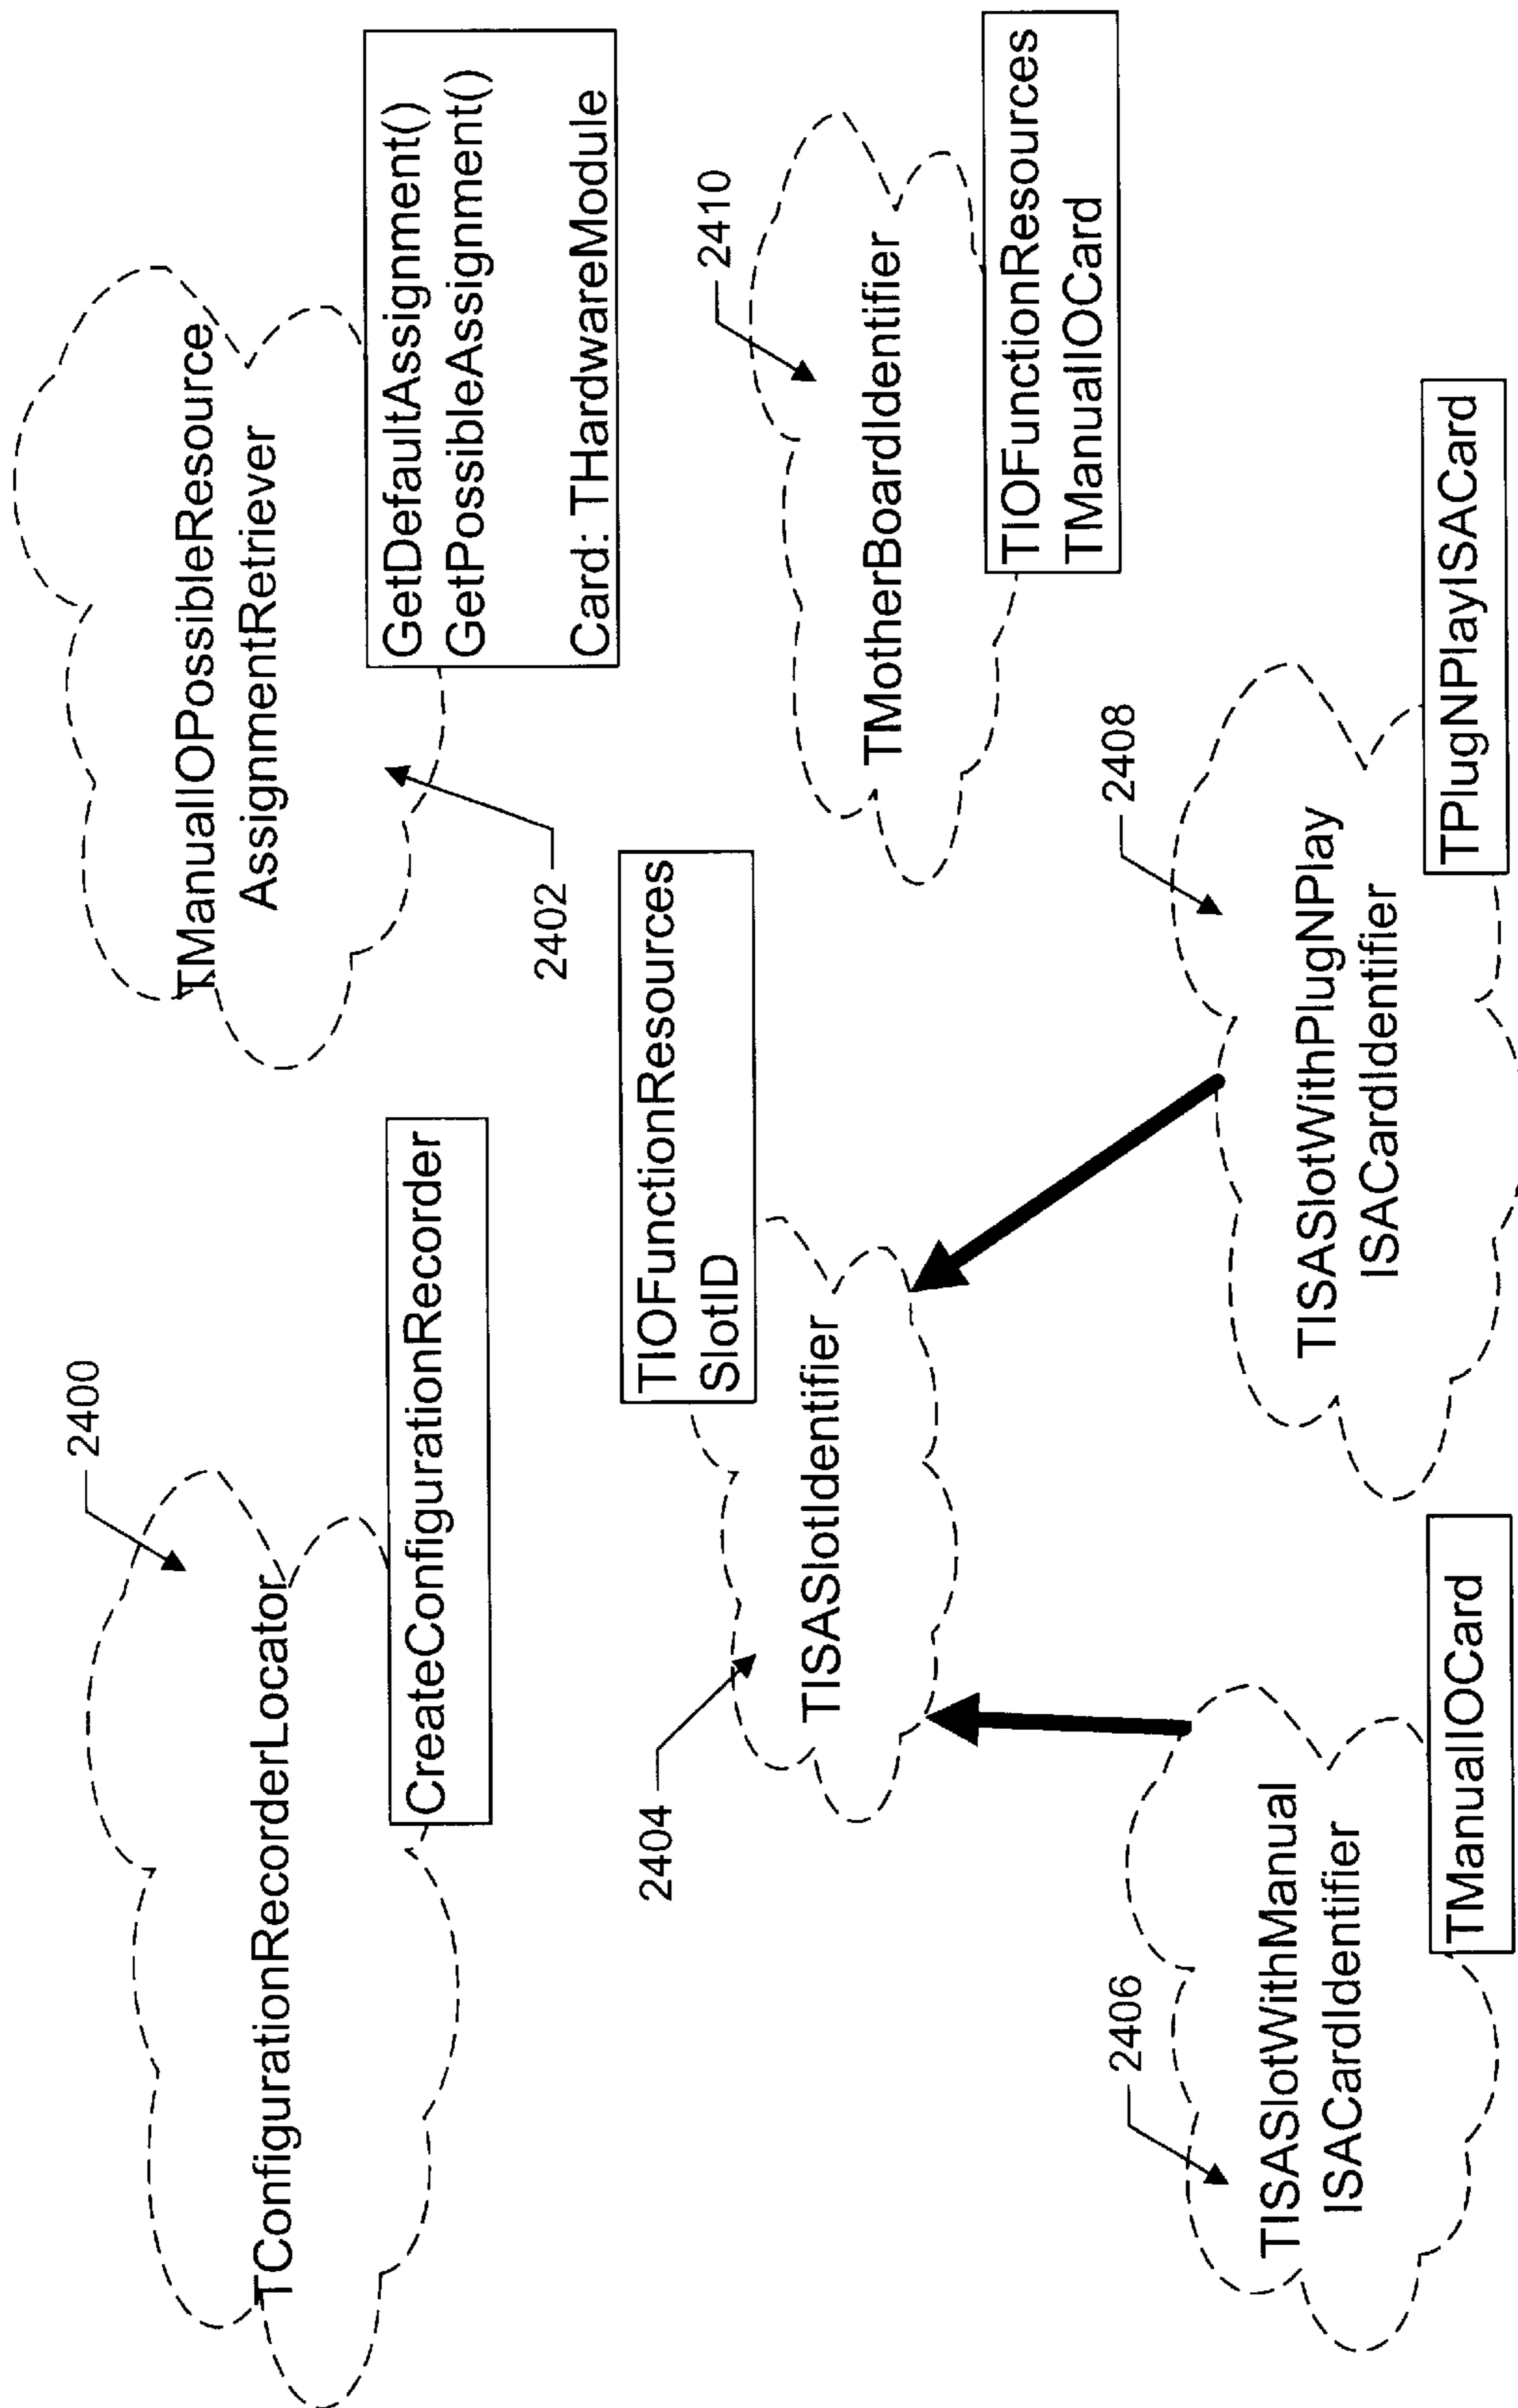 2400
TConfigurationRecorderLocator
CreateConfigurationRecorder
TManualIOPossibleResource
AssignmentRetriever
GetDefaultAssignment()
GetPossibleAssignment()
Card: THardwareModule
2402
2404
TISASlotIdentifier
TIOFunctionResources
SlotID
2410
TMotherBoardIdentifier
TIOFunctionResources
TManualIOCard
2406
TISASlotWithManual
ISACardIdentifier
TManualIOCard
2408
TISASlotWithPlugNPlay
ISACardIdentifier
TPlugNPlayISACard